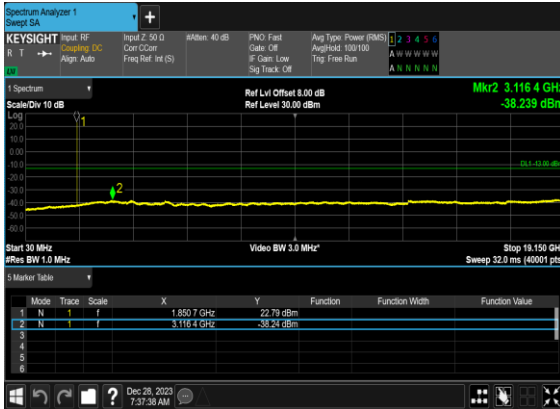 Spectrum Analyzer 1
Swept SA
KEYSIGHT
R T
Input: RF
Coupling: DC
Align: Auto
Input Z: 50 Ω
Corr CCorr
Freq Ref: Int (S)
#Atten: 40 dB
PNO: Fast
Gate: Off
IF Gain: Low
Sig Track: Off
Avg Type: Power (RMS)
Avg|Hold: 100/100
Trig: Free Run
1 2 3 4 5 6
A W W W W W
A N N N N N
1 Spectrum
Scale/Div 10 dB
Ref Lvl Offset 8.00 dB
Ref Level 30.00 dBm
Mkr2 3.116 4 GHz
-38.239 dBm
Log
20.0
10.0
0.00
-10.0
-20.0
-30.0
-40.0
-50.0
-60.0
1
2
DL1 -13.00 dBm
Start 30 MHz
#Res BW 1.0 MHz
Video BW 3.0 MHz*
Stop 19.150 GH
Sweep 32.0 ms (40001 pts
5 Marker Table
Mode Trace Scale X Y Function Function Width Function Value
1 N 1 f 1.850 7 GHz 22.79 dBm
2 N 1 f 3.116 4 GHz -38.24 dBm
3
4
5
6
?
Dec 28, 2023
7:37:38 AM